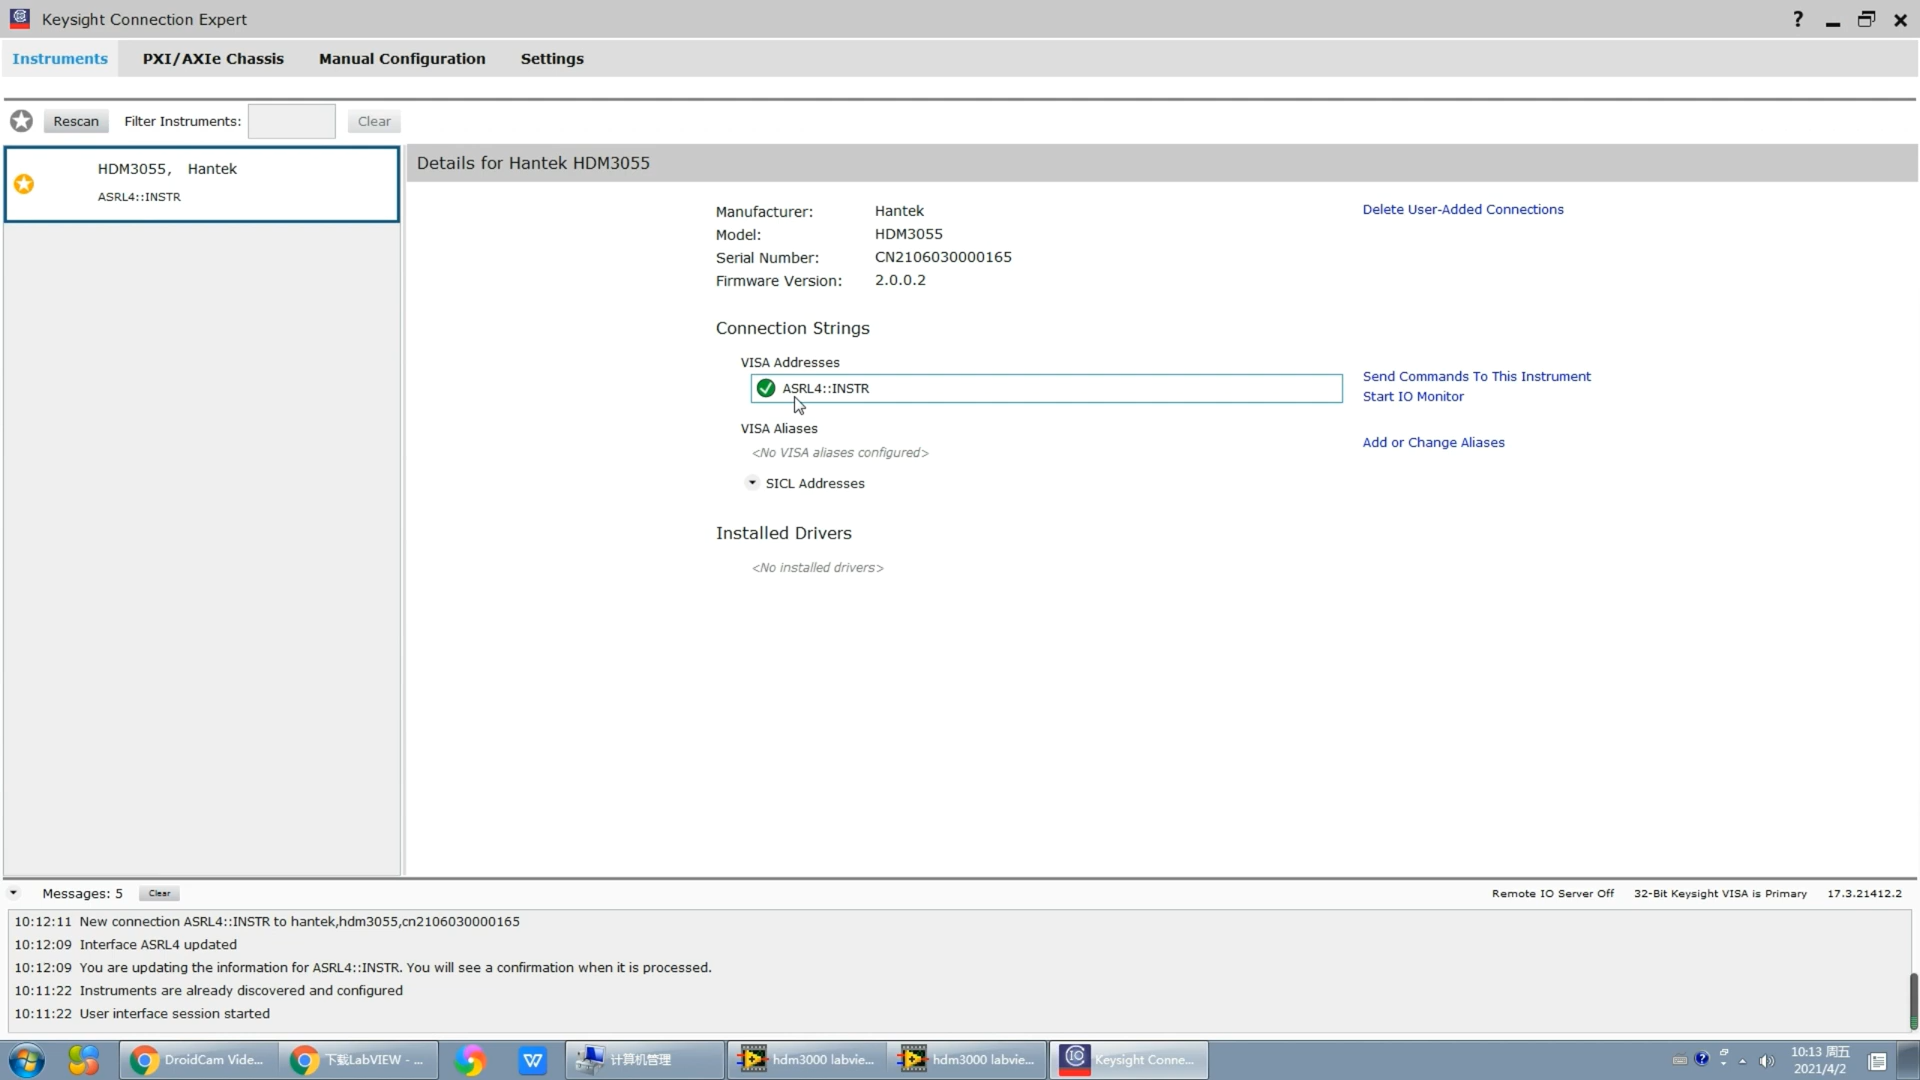 Keysight Connection Expert
?
Instruments PXI/AXIe Chassis Manual Configuration Settings
Rescan Filter Instruments: Clear
HDM3055, Hantek
ASRL4::INSTR
Details for Hantek HDM3055
Manufacturer: Hantek
Model: HDM3055
Serial Number: CN2106030000165
Firmware Version: 2.0.0.2
Delete User-Added Connections
Connection Strings
VISA Addresses
ASRL4::INSTR
Send Commands To This Instrument
Start IO Monitor
VISA Aliases
<No VISA aliases configured>
Add or Change Aliases
SICL Addresses
Installed Drivers
<No installed drivers>
Messages: 5 Clear
Remote IO Server Off 32-Bit Keysight VISA is Primary 17.3.21412.2
10:12:11 New connection ASRL4::INSTR to hantek,hdm3055,cn2106030000165
10:12:09 Interface ASRL4 updated
10:12:09 You are updating the information for ASRL4::INSTR. You will see a confirmation when it is processed.
10:11:22 Instruments are already discovered and configured
10:11:22 User interface session started
DroidCam Vide... 下载LabVIEW - ... W 计算机管理 hdm3000 labvie... hdm3000 labvie... IO Keysight Conne...
10:13 周五
2021/4/2